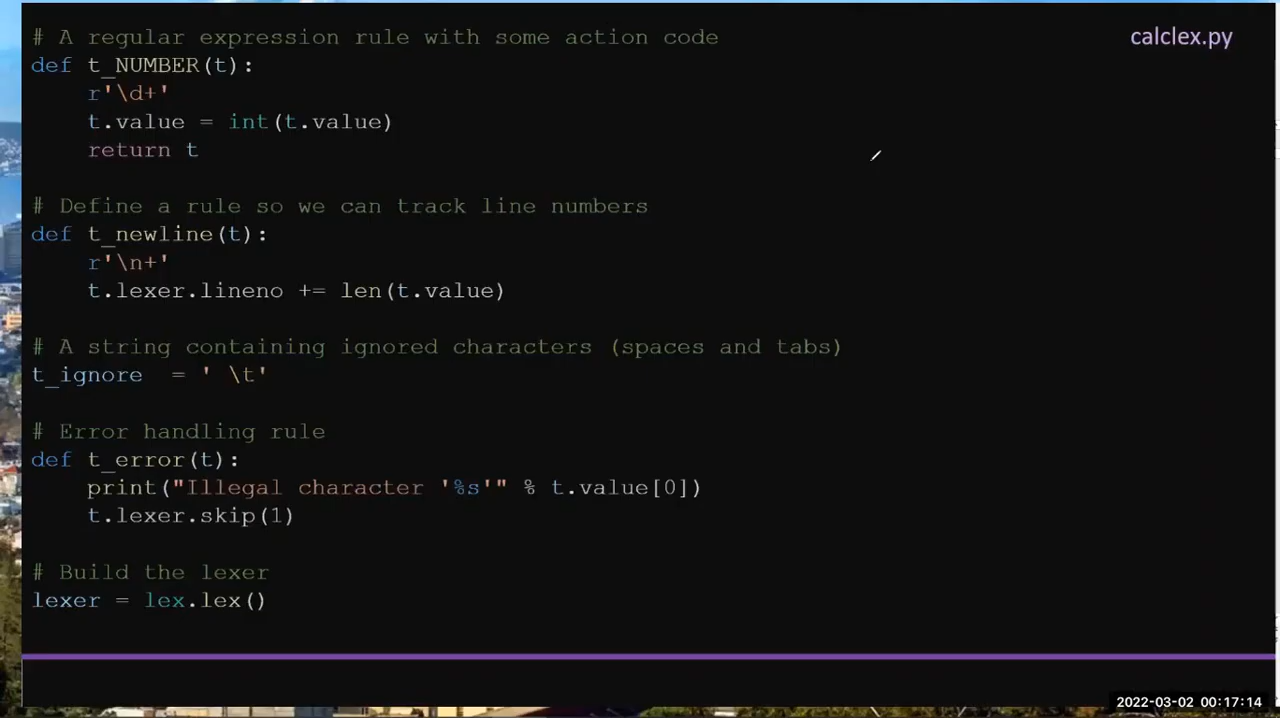 # A regular expression rule with some action code
calclex.py
def t_NUMBER(t):
    r'\d+'
    t.value = int(t.value)
    return t
# Define a rule so we can track line numbers
def t_newline(t):
    r'\n+'
    t.lexer.lineno += len(t.value)
# A string containing ignored characters (spaces and tabs)
t_ignore  = ' \t'
# Error handling rule
def t_error(t):
    print("Illegal character '%s'" % t.value[0])
    t.lexer.skip(1)
# Build the lexer
lexer = lex.lex()
2022-03-02 00:17:14